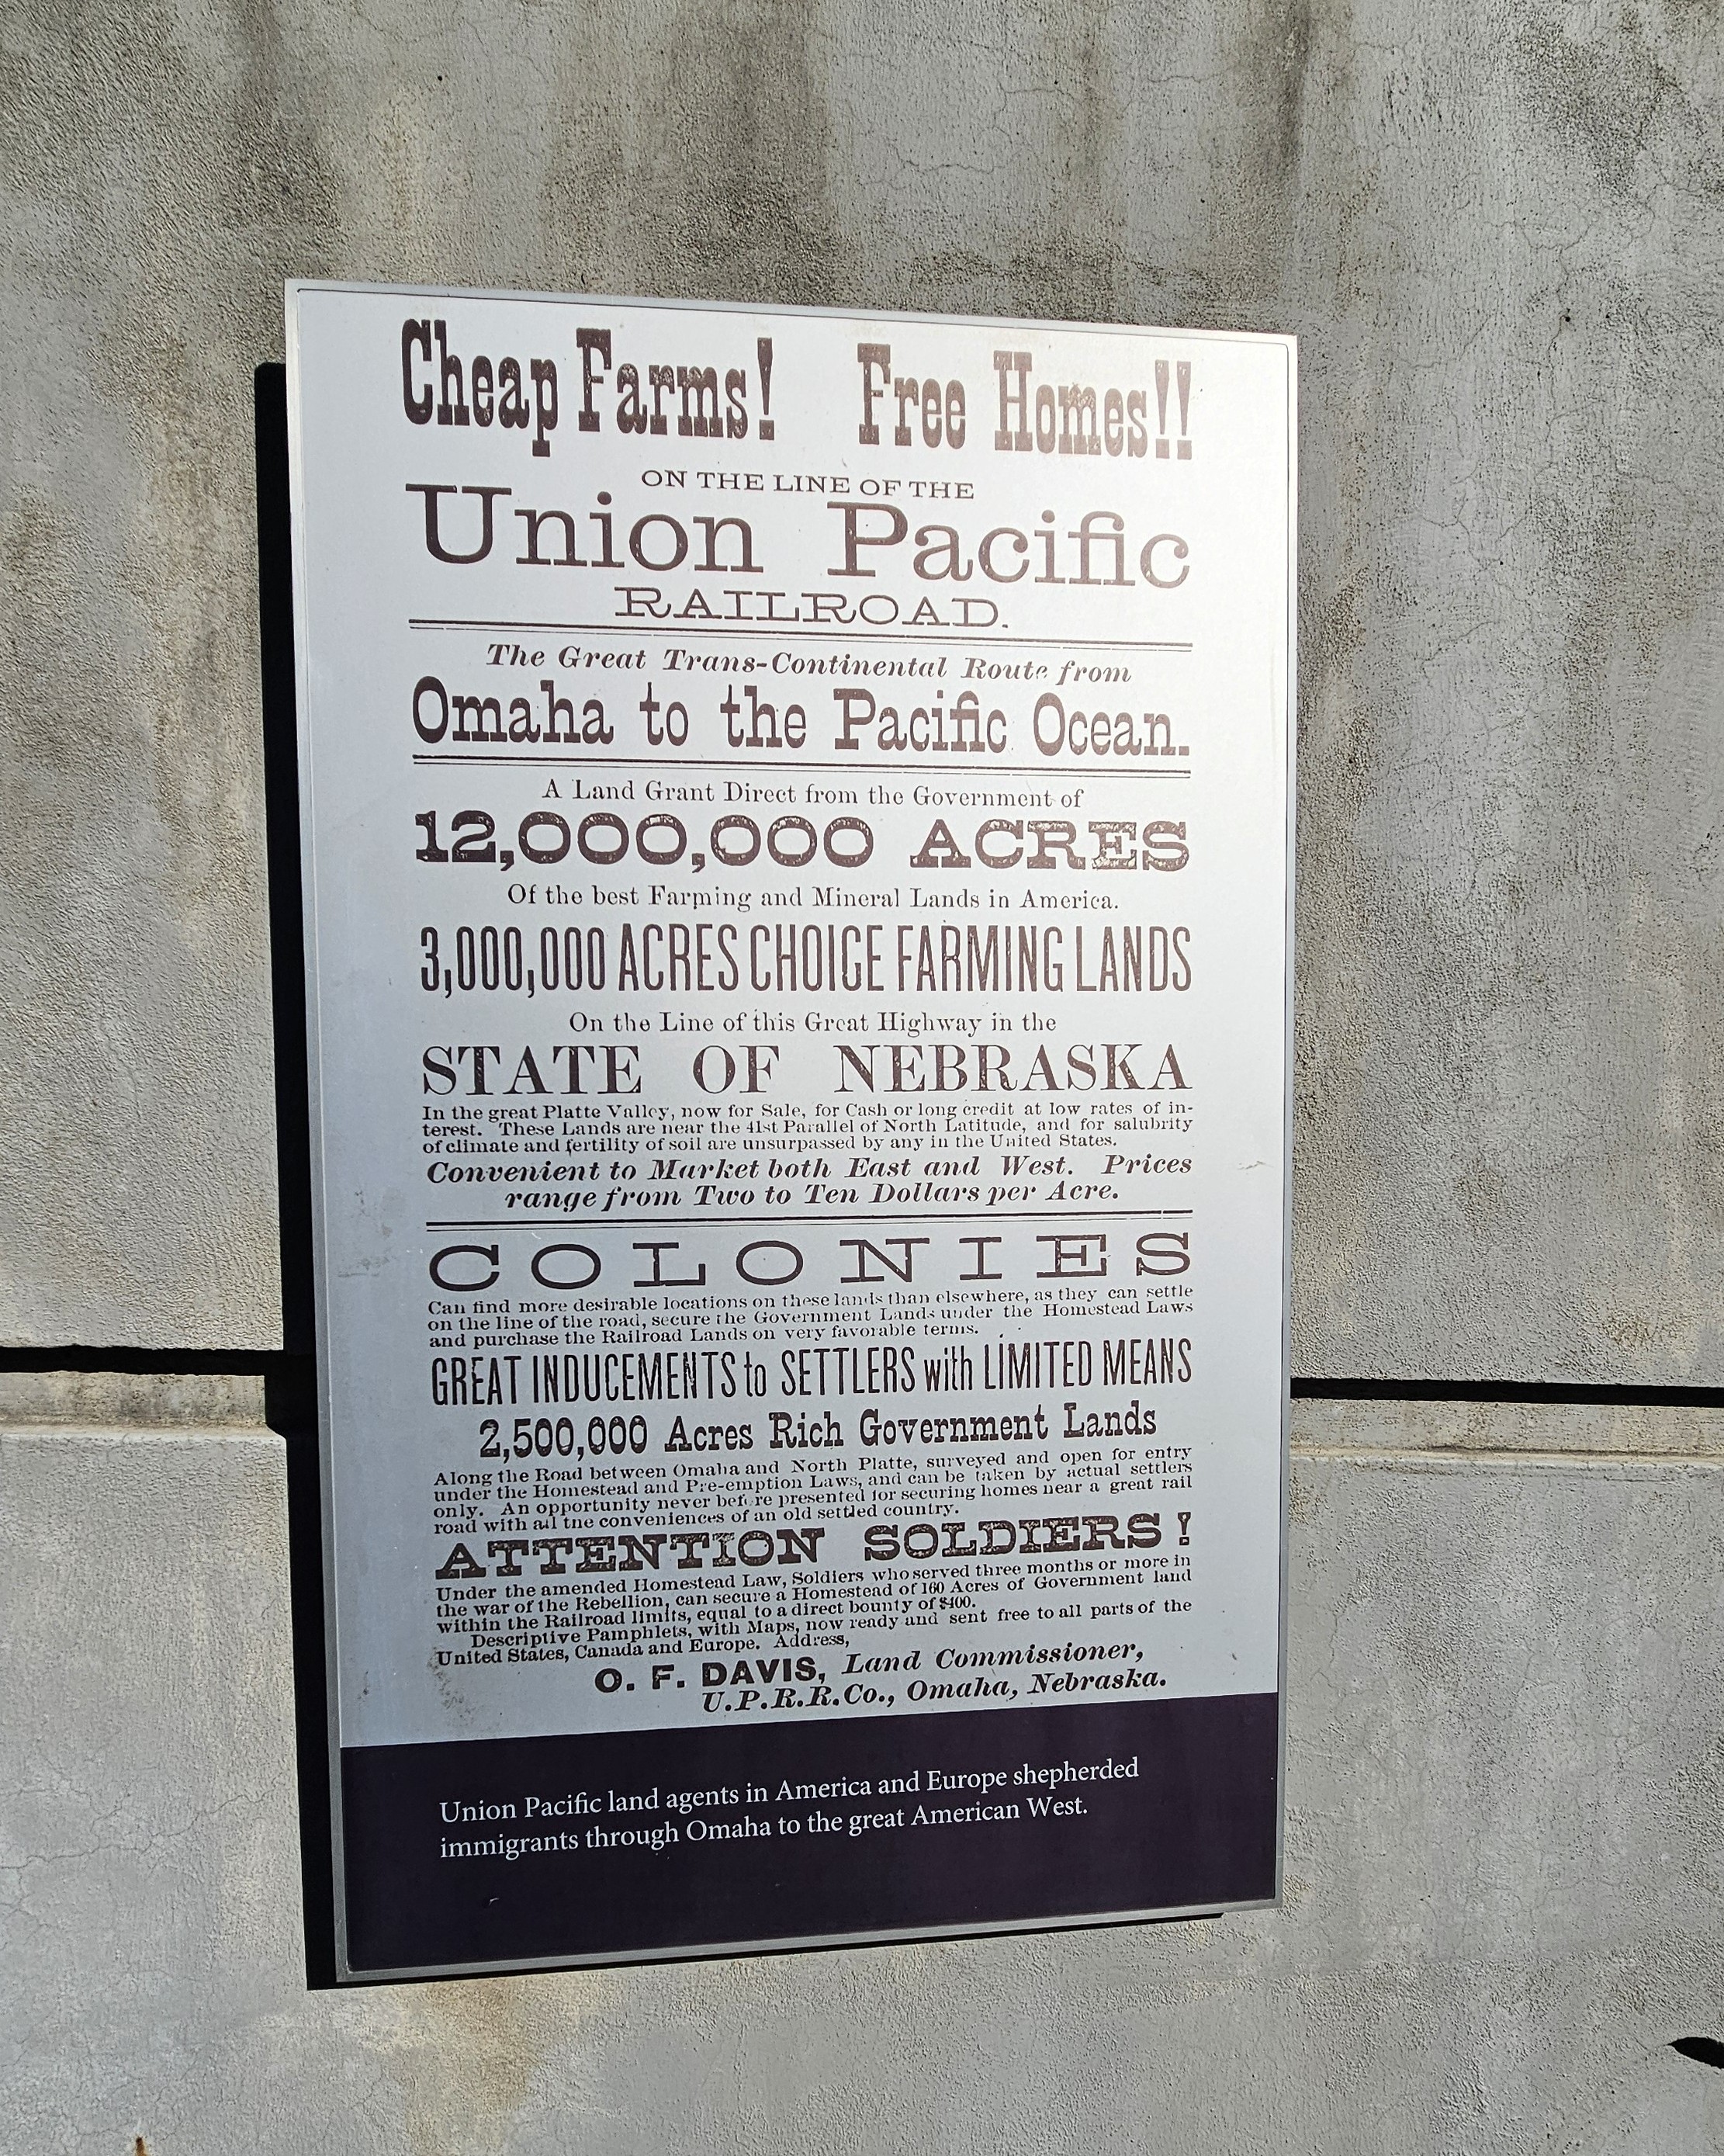 Cheap Farms! Free Homes!!
ON THE LINE OF THE
Union Pacific
RAILROAD.
The Great Trans-Continental Route from
Omaha to the Pacific Ocean.
A Land Grant Direct from the Government of
12,000,000 ACRES
Of the best Farming and Mineral Lands in America.
3,000,000 ACRES CHOICE FARMING LANDS
On the Line of this Great Highway in the
STATE OF NEBRASKA
In the great Platte Valley, now for Sale, for Cash or long credit at low rates of in-
terest. These Lands are near the 41st Parallel of North Latitude, and for salubrity
of climate and fertility of soil are unsurpassed by any in the United States.
Convenient to Market both East and West. Prices
range from Two to Ten Dollars per Acre.
COLONIES
Can find more desirable locations on these lands than elsewhere, as they can settle
on the line of the road, secure the Government Lands under the Homestead Laws
and purchase the Railroad Lands on very favorable terms.
GREAT INDUCEMENTS to SETTLERS with LIMITED MEANS
2,500,000 Acres Rich Government Lands
Along the Road between Omaha and North Platte, surveyed and open for entry
under the Homestead and Pre-emption Laws, and can be taken by actual settlers
only. An opportunity never before presented for securing homes near a great rail
road with all the conveniences of an old settled country.
ATTENTION SOLDIERS!
Under the amended Homestead Law, Soldiers who served three months or more in
the war of the Rebellion, can secure a Homestead of 160 Acres of Government land
within the Railroad limits, equal to a direct bounty of $400.
Descriptive Pamphlets, with Maps, now ready and sent free to all parts of the
United States, Canada and Europe. Address,
O. F. DAVIS, Land Commissioner,
U.P.R.R.Co., Omaha, Nebraska.
Union Pacific land agents in America and Europe shepherded
immigrants through Omaha to the great American West.